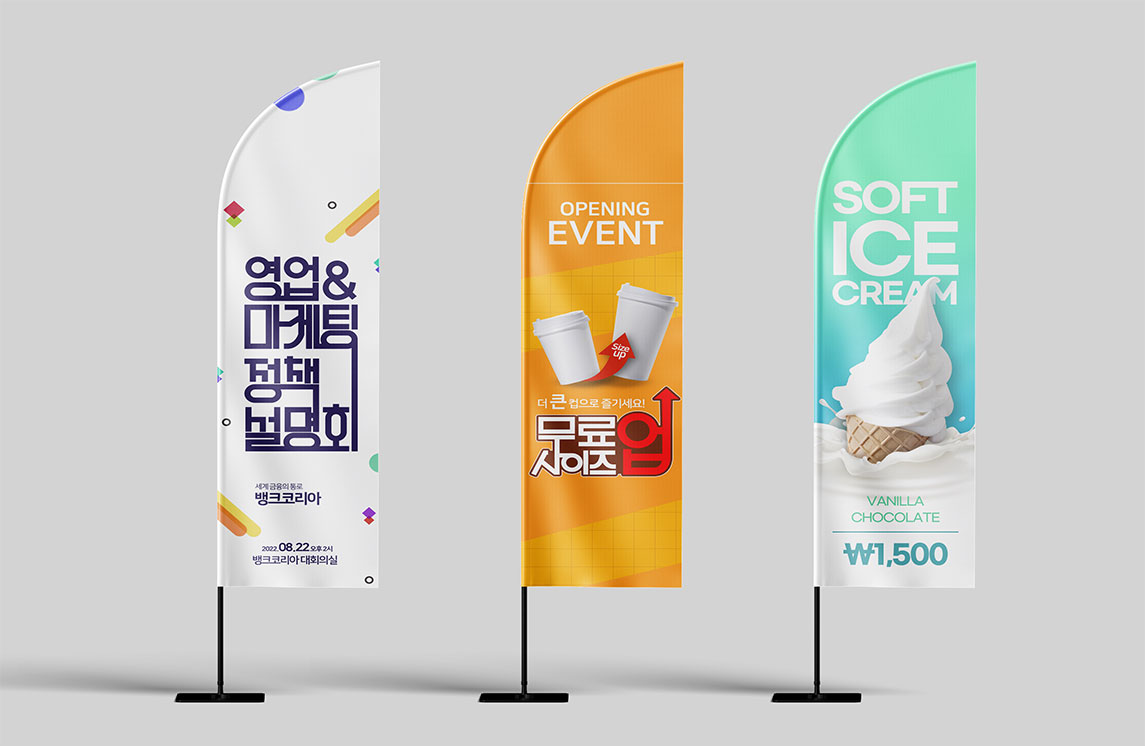 영업&
마케팅
정책
설명회
세계 금융의 통로
뱅크코리아
2022. 08.22 오후 2시
뱅크코리아 대회의실
OPENING
EVENT
Size
up
더 큰 컵으로 즐기세요!
무료
사이즈업
SOFT
ICE
CREAM
VANILLA
CHOCOLATE
₩1,500